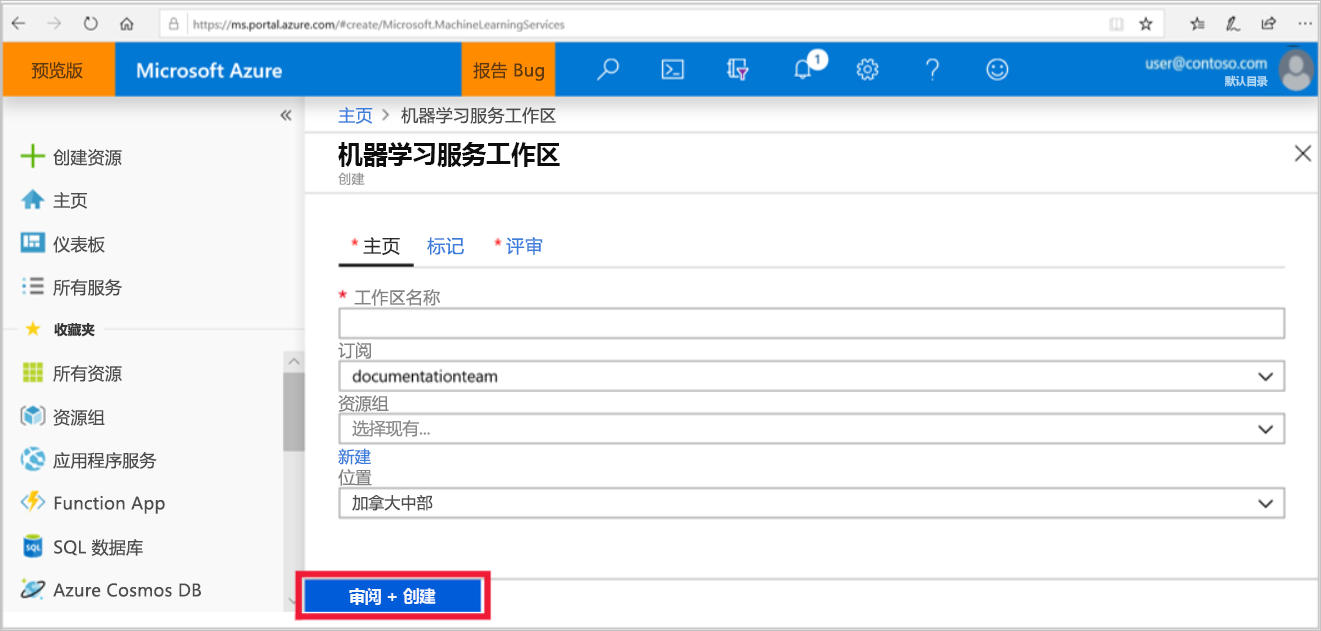 https://ms.portal.azure.com/#create/Microsoft.MachineLearningServices
预览版 Microsoft Azure 报告 Bug 1 user@contoso.com
默认目录
«
主页 > 机器学习服务工作区
机器学习服务工作区
创建
创建资源
主页
仪表板
所有服务
收藏夹
所有资源
资源组
应用程序服务
Function App
SQL 数据库
Azure Cosmos DB
* 主页 标记 * 评审
* 工作区名称
订阅
documentationteam
资源组
选择现有...
新建
位置
加拿大中部
审阅 + 创建